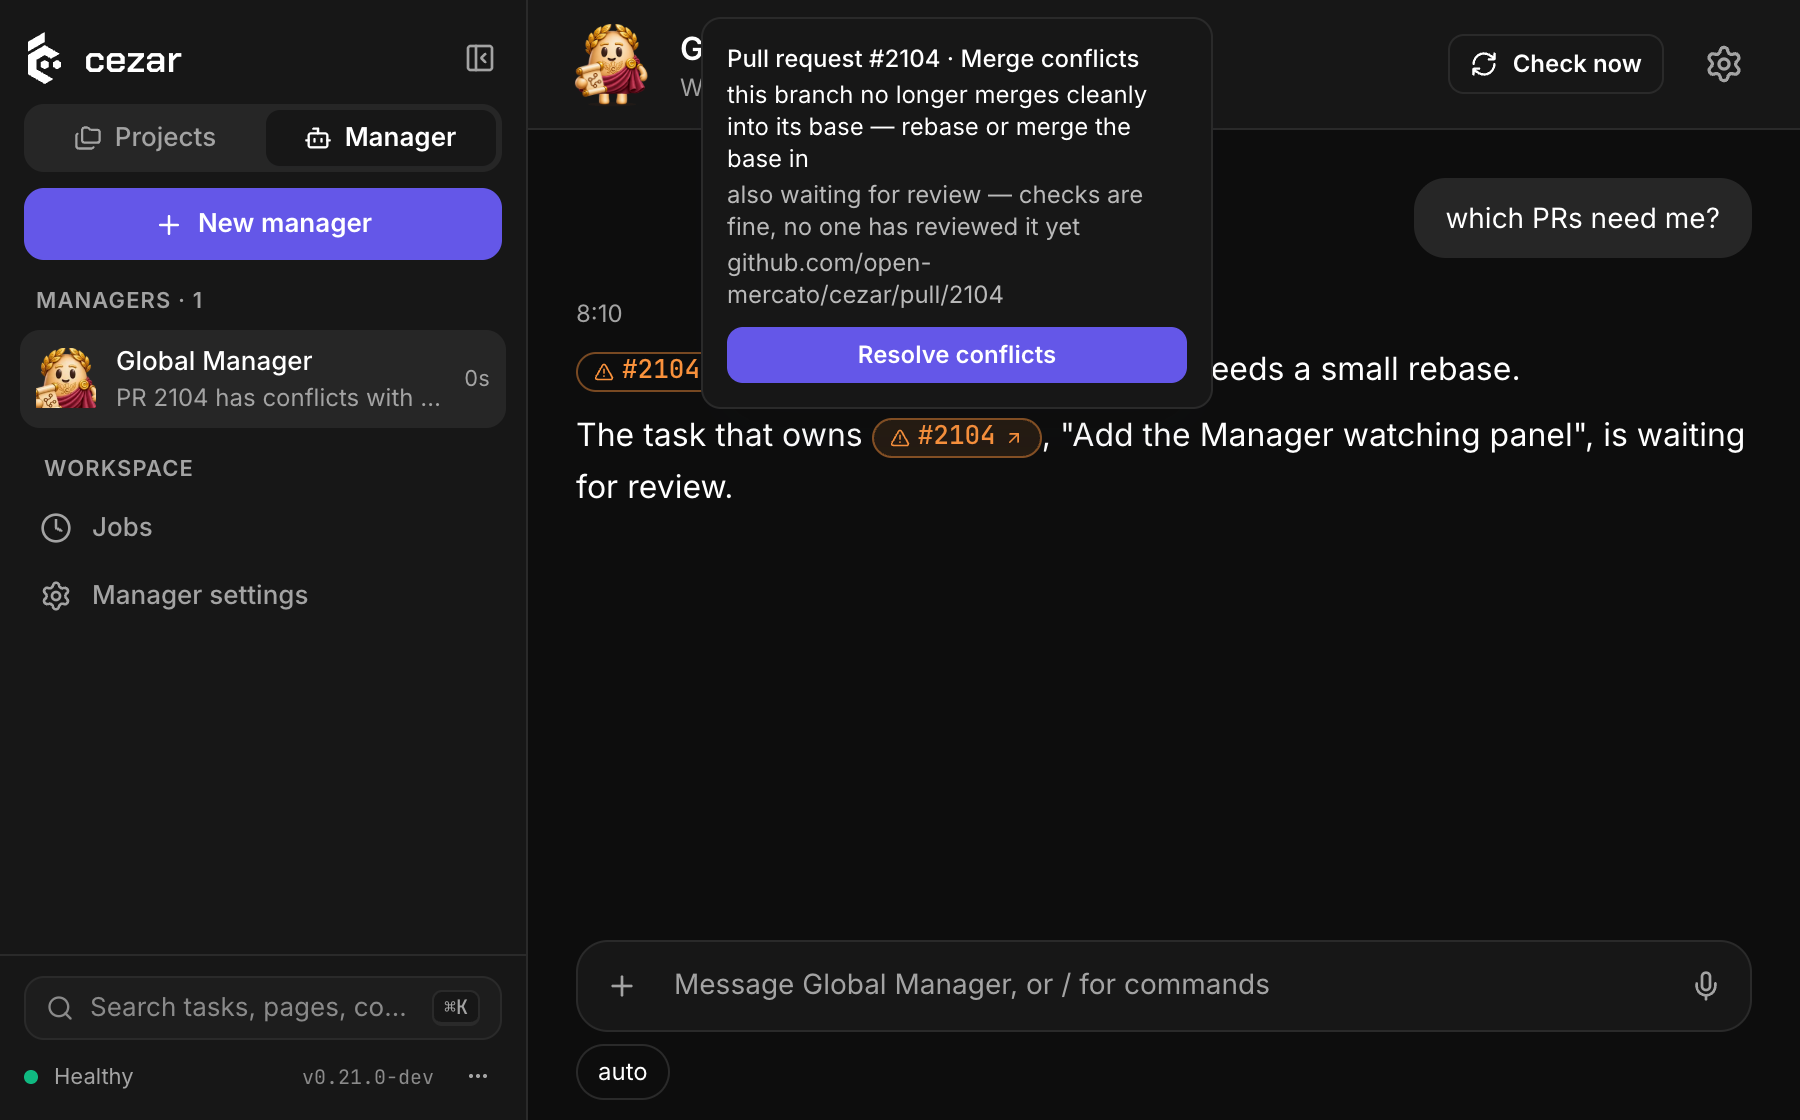 cezar
Projects
Manager
+ New manager
MANAGERS · 1
Global Manager
0s
PR 2104 has conflicts with ...
WORKSPACE
Jobs
Manager settings
Search tasks, pages, co...
⌘K
Healthy
v0.21.0-dev
G
W
Check now
Pull request #2104 · Merge conflicts
this branch no longer merges cleanly
into its base — rebase or merge the
base in
also waiting for review — checks are
fine, no one has reviewed it yet
github.com/open-
mercato/cezar/pull/2104
Resolve conflicts
which PRs need me?
8:10
#2104 eeds a small rebase.
The task that owns #2104 ↗, "Add the Manager watching panel", is waiting
for review.
Message Global Manager, or / for commands
auto